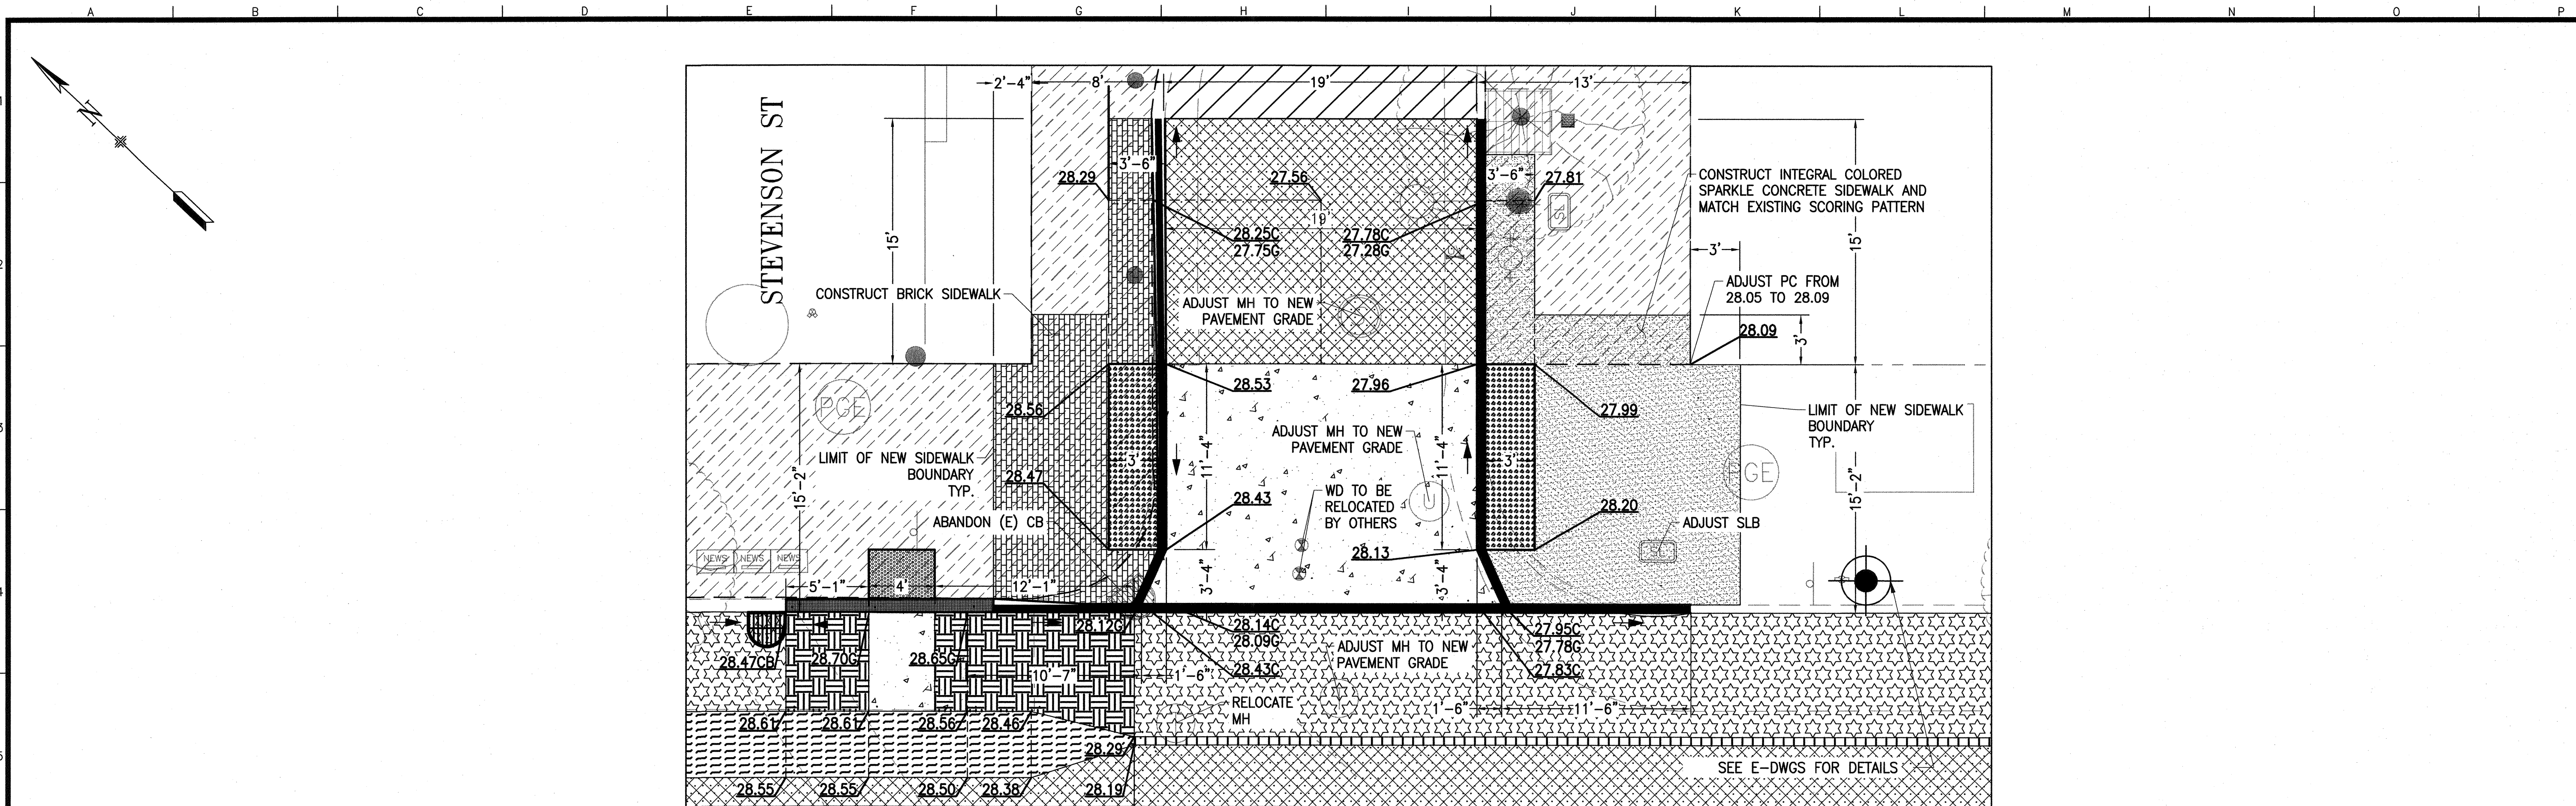 A B C D E F G H I J K L M N O P
1
2
3
4
5
N
STEVENSON ST
2'-4" 8' 19' 13'
3'-6"
28.29
27.56
3'-6"
27.81
15'
19'
28.25C
27.75G
27.78C
27.28G
SL
CONSTRUCT INTEGRAL COLORED
SPARKLE CONCRETE SIDEWALK AND
MATCH EXISTING SCORING PATTERN
15'
3'
CONSTRUCT BRICK SIDEWALK
ADJUST MH TO NEW
PAVEMENT GRADE
ADJUST PC FROM
28.05 TO 28.09
28.09
3'
PGE
28.56
28.53
27.96
27.99
LIMIT OF NEW SIDEWALK
BOUNDARY
TYP.
ADJUST MH TO NEW
PAVEMENT GRADE
LIMIT OF NEW SIDEWALK
BOUNDARY
TYP.
3'
11'-4"
11'-4"
3'
PGE
15'-2"
28.47
28.43
WD TO BE
RELOCATED
BY OTHERS
U
28.20
15'-2"
ABANDON (E) CB
ADJUST SLB
28.13
NEWS NEWS NEWS
5'-1" 4' 12'-1"
3'-4"
3'-4"
28.12G
28.14C
28.09G
28.43C
ADJUST MH TO NEW
PAVEMENT GRADE
27.95C
27.78G
27.83C
28.47CB
28.70G
28.65G
10'-7"
1'-6"
RELOCATE
MH
1'-6"
11'-6"
28.61
28.61
28.56
28.46
28.29
SEE E-DWGS FOR DETAILS
28.55
28.55
28.50
28.38
28.19